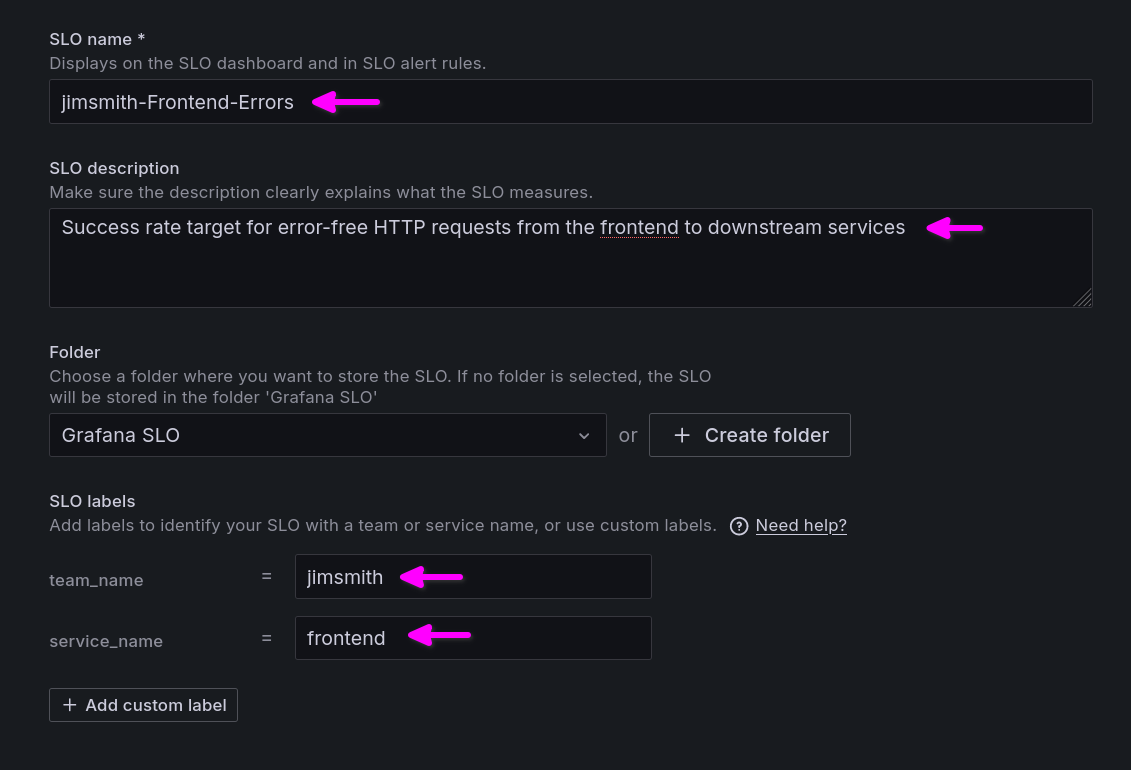 SLO name *
Displays on the SLO dashboard and in SLO alert rules.
jimsmith-Frontend-Errors
SLO description
Make sure the description clearly explains what the SLO measures.
Success rate target for error-free HTTP requests from the frontend to downstream services
Folder
Choose a folder where you want to store the SLO. If no folder is selected, the SLO
will be stored in the folder 'Grafana SLO'
Grafana SLO or + Create folder
SLO labels
Add labels to identify your SLO with a team or service name, or use custom labels. ? Need help?
team_name = jimsmith
service_name = frontend
+ Add custom label